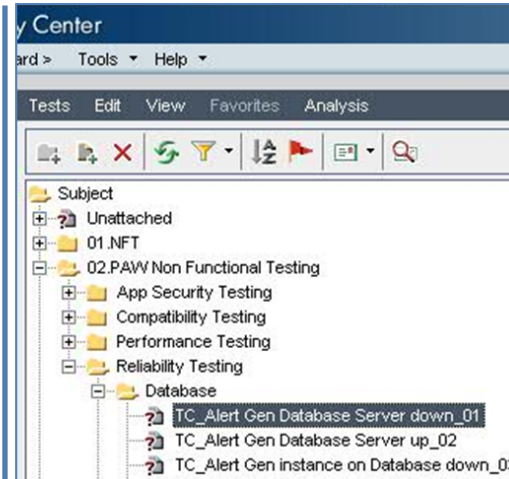 y Center
ard > Tools Help
Tests Edit View Favorites Analysis
Subject
Unattached
01.NFT
02.PAW Non Functional Testing
App Security Testing
Compatibility Testing
Performance Testing
Reliability Testing
Database
TC_Alert Gen Database Server down_01
TC_Alert Gen Database Server up_02
TC_Alert Gen instance on Database down_03